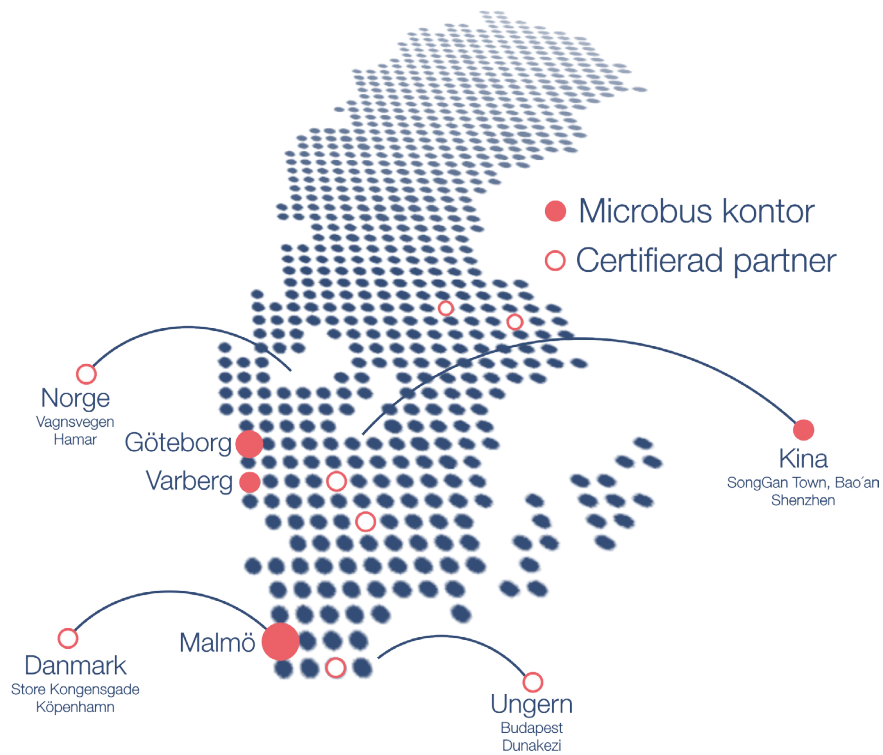 Microbus kontor
Certifierad partner
Norge
Vagnsvegen
Hamar
Göteborg
Varberg
Kina
SongGan Town, Bao´an
Shenzhen
Malmö
Danmark
Store Kongensgade
Köpenhamn
Ungern
Budapest
Dunakezi